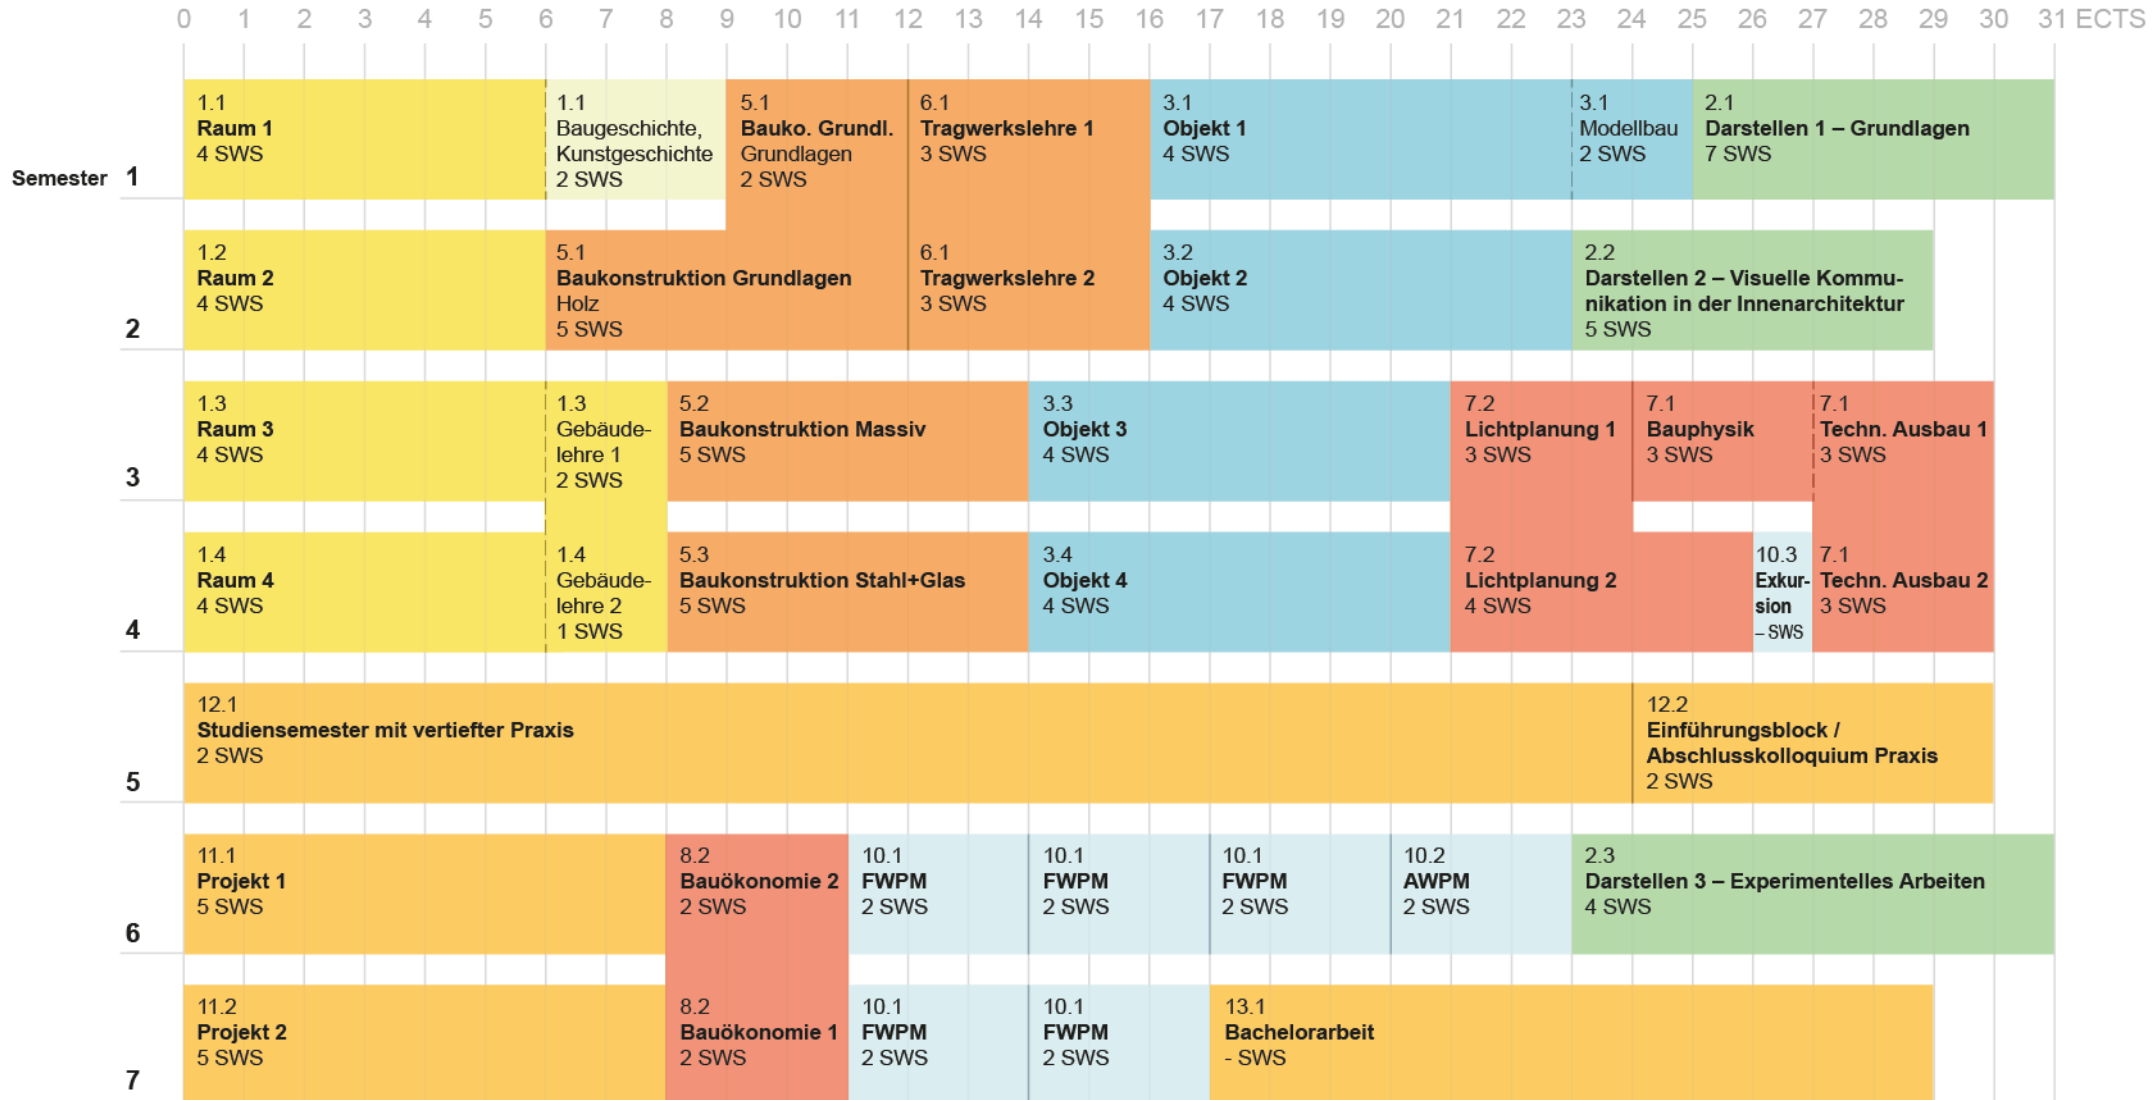 0 1 2 3 4 5 6 7 8 9 10 11 12 13 14 15 16 17 18 19 20 21 22 23 24 25 26 27 28 29 30 31 ECTS
Semester 1
1.1
Raum 1
4 SWS
1.1
Baugeschichte,
Kunstgeschichte
2 SWS
5.1
Bauko. Grundl.
Grundlagen
2 SWS
6.1
Tragwerkslehre 1
3 SWS
3.1
Objekt 1
4 SWS
3.1
Modellbau
2 SWS
2.1
Darstellen 1 – Grundlagen
7 SWS
2
1.2
Raum 2
4 SWS
5.1
Baukonstruktion Grundlagen
Holz
5 SWS
6.1
Tragwerkslehre 2
3 SWS
3.2
Objekt 2
4 SWS
2.2
Darstellen 2 – Visuelle Kommu-
nikation in der Innenarchitektur
5 SWS
3
1.3
Raum 3
4 SWS
1.3
Gebäude-
lehre 1
2 SWS
5.2
Baukonstruktion Massiv
5 SWS
3.3
Objekt 3
4 SWS
7.2
Lichtplanung 1
3 SWS
7.1
Bauphysik
3 SWS
7.1
Techn. Ausbau 1
3 SWS
4
1.4
Raum 4
4 SWS
1.4
Gebäude-
lehre 2
1 SWS
5.3
Baukonstruktion Stahl+Glas
5 SWS
3.4
Objekt 4
4 SWS
7.2
Lichtplanung 2
4 SWS
10.3
Exkur-
sion
– SWS
7.1
Techn. Ausbau 2
3 SWS
5
12.1
Studiensemester mit vertiefter Praxis
2 SWS
12.2
Einführungsblock /
Abschlusskolloquium Praxis
2 SWS
6
11.1
Projekt 1
5 SWS
8.2
Bauökonomie 2
2 SWS
10.1
FWPM
2 SWS
10.1
FWPM
2 SWS
10.1
FWPM
2 SWS
10.2
AWPM
2 SWS
2.3
Darstellen 3 – Experimentelles Arbeiten
4 SWS
7
11.2
Projekt 2
5 SWS
8.2
Bauökonomie 1
2 SWS
10.1
FWPM
2 SWS
10.1
FWPM
2 SWS
13.1
Bachelorarbeit
- SWS